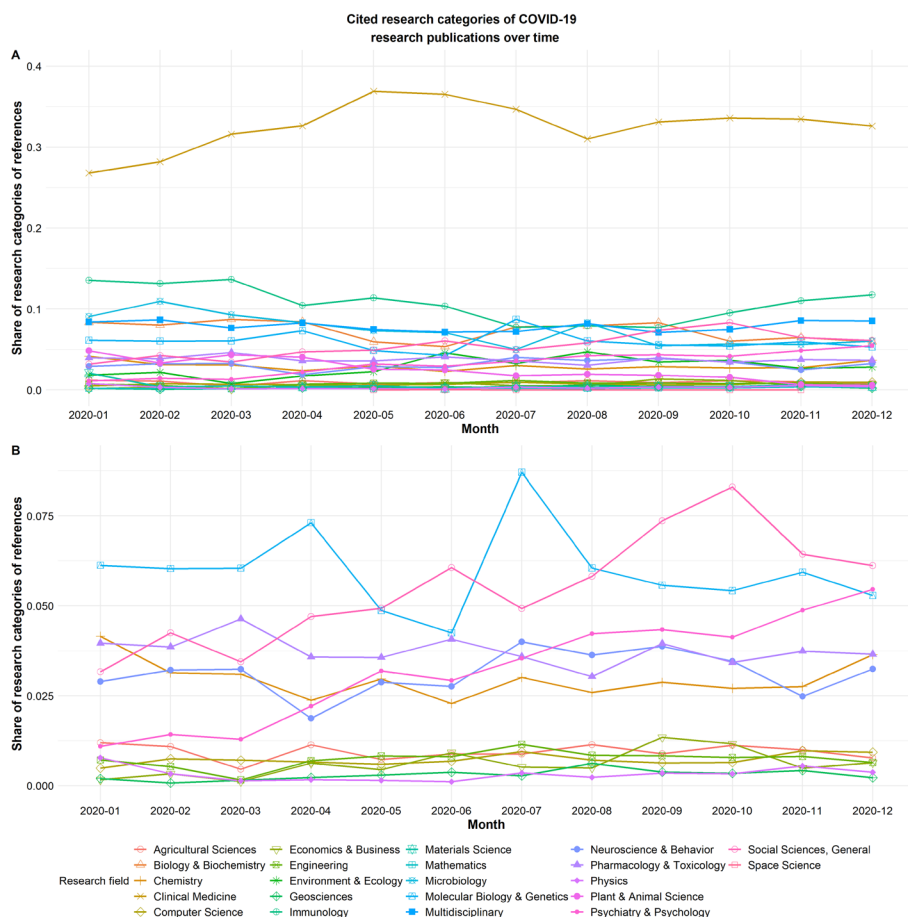 Cited research categories of COVID-19
research publications over time
A
Share of research categories of references
0.4
0.3
0.2
0.1
0.0
2020-01 2020-02 2020-03 2020-04 2020-05 2020-06 2020-07 2020-08 2020-09 2020-10 2020-11 2020-12
Month
B
Share of research categories of references
0.075
0.050
0.025
0.000
2020-01 2020-02 2020-03 2020-04 2020-05 2020-06 2020-07 2020-08 2020-09 2020-10 2020-11 2020-12
Month
Research field
Agricultural Sciences
Biology & Biochemistry
Chemistry
Clinical Medicine
Computer Science
Economics & Business
Engineering
Environment & Ecology
Geosciences
Immunology
Materials Science
Mathematics
Microbiology
Molecular Biology & Genetics
Multidisciplinary
Neuroscience & Behavior
Pharmacology & Toxicology
Physics
Plant & Animal Science
Psychiatry & Psychology
Social Sciences, General
Space Science